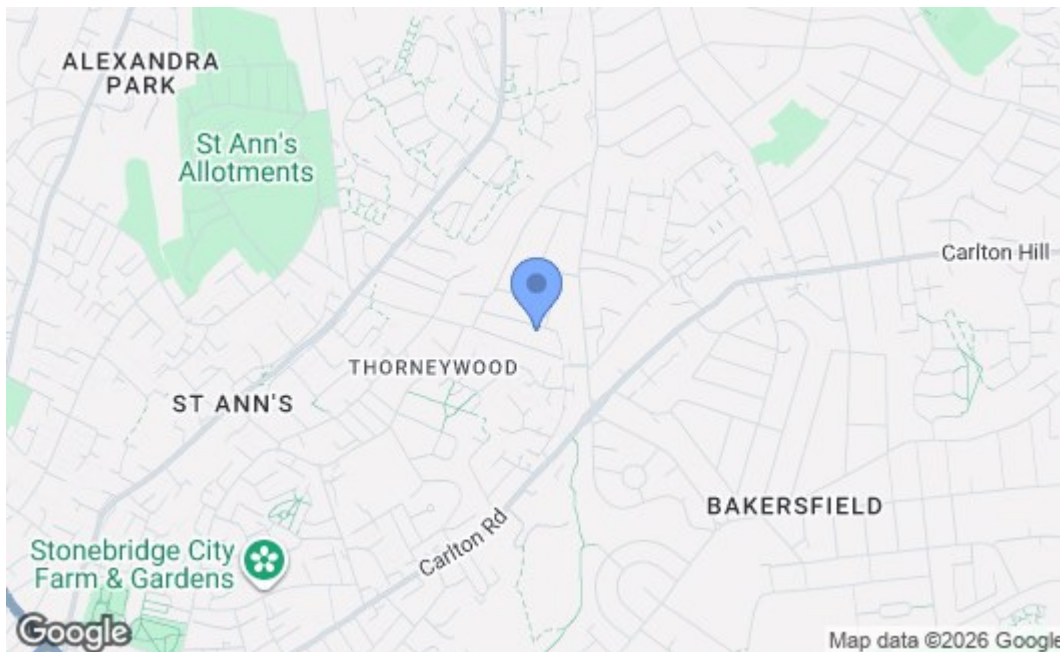 ALEXANDRA
PARK
St Ann's
Allotments
Carlton Hill
THORNEYWOOD
ST ANN'S
BAKERSFIELD
Carlton Rd
Stonebridge City
Farm & Gardens
Google
Map data ©2026 Google